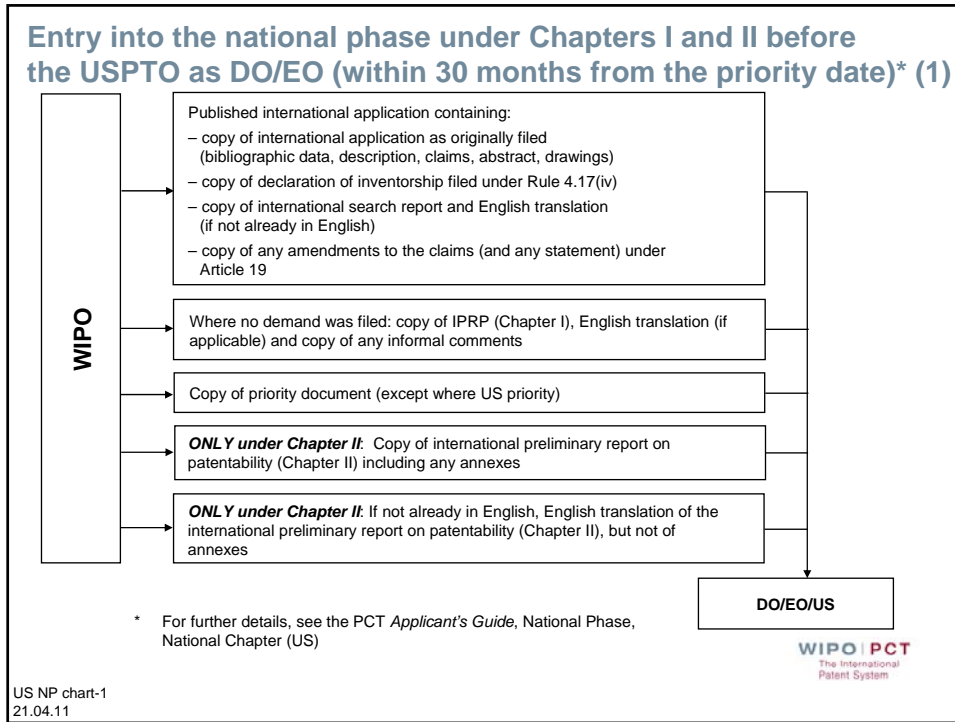 Entry into the national phase under Chapters I and II before
the USPTO as DO/EO (within 30 months from the priority date)* (1)
WIPO
Published international application containing:
– copy of international application as originally filed
(bibliographic data, description, claims, abstract, drawings)
– copy of declaration of inventorship filed under Rule 4.17(iv)
– copy of international search report and English translation
(if not already in English)
– copy of any amendments to the claims (and any statement) under
Article 19
Where no demand was filed: copy of IPRP (Chapter I), English translation (if
applicable) and copy of any informal comments
Copy of priority document (except where US priority)
ONLY under Chapter II: Copy of international preliminary report on
patentability (Chapter II) including any annexes
ONLY under Chapter II: If not already in English, English translation of the
international preliminary report on patentability (Chapter II), but not of
annexes
DO/EO/US
* For further details, see the PCT Applicant's Guide, National Phase,
National Chapter (US)
WIPO | PCT
The International
Patent System
US NP chart-1
21.04.11